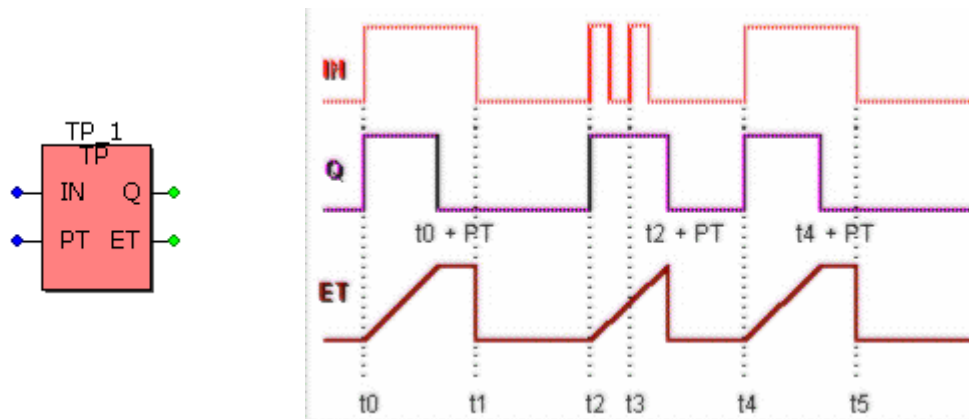 TP_1
TP
IN Q
PT ET
IN
Q
t0 + PT t2 + PT t4 + PT
ET
t0 t1 t2 t3 t4 t5